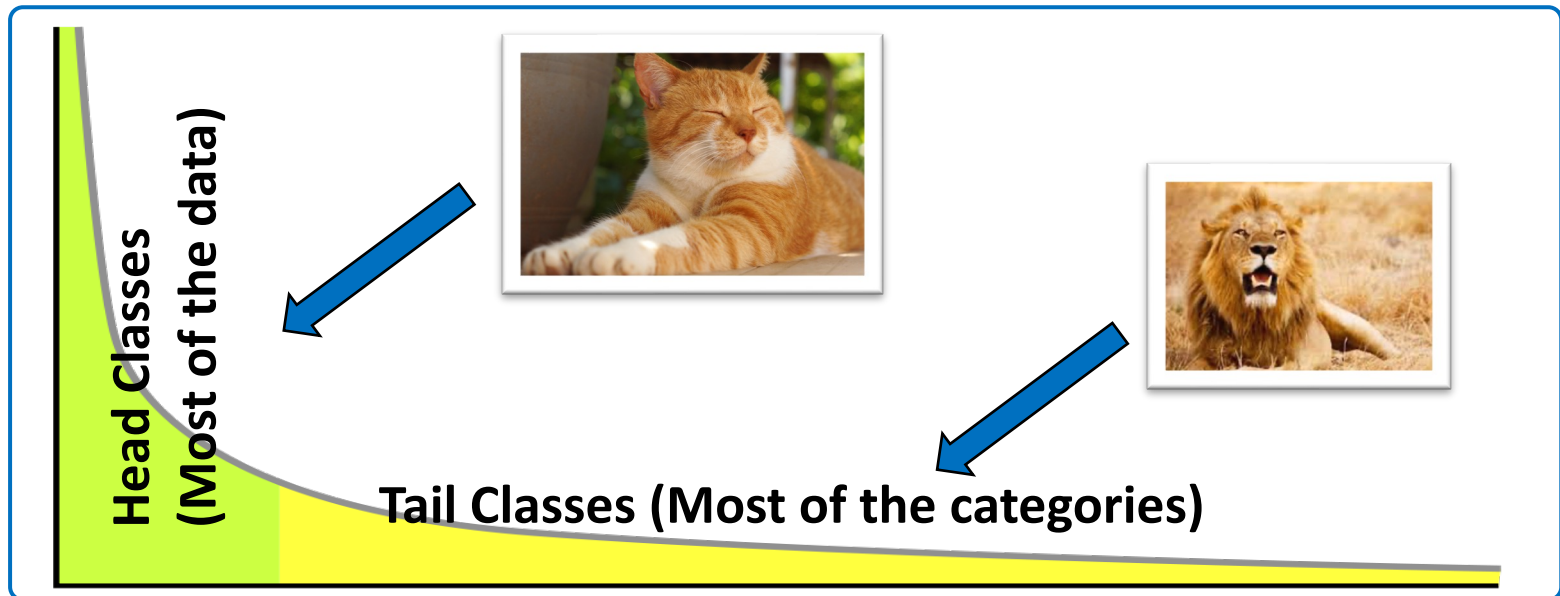 Head Classes
(Most of the data)
Tail Classes (Most of the categories)